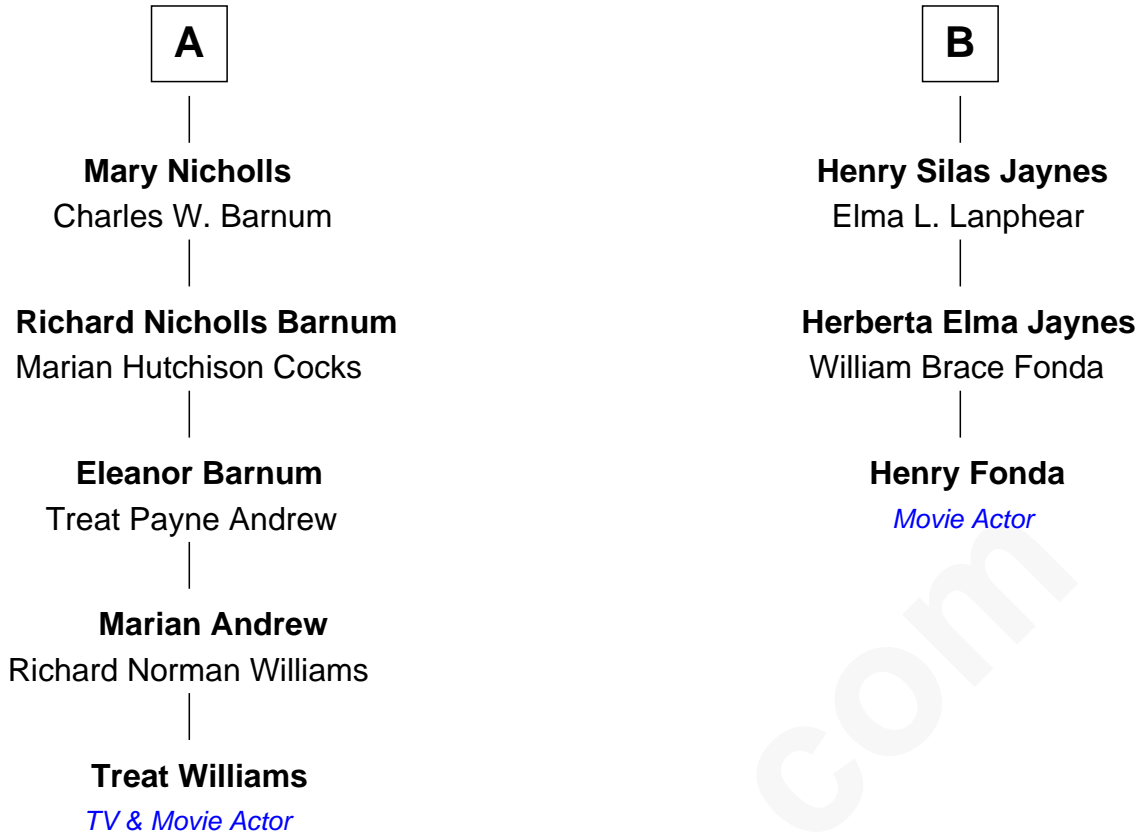 A
Mary Nicholls
Charles W. Barnum
Richard Nicholls Barnum
Marian Hutchison Cocks
Eleanor Barnum
Treat Payne Andrew
Marian Andrew
Richard Norman Williams
Treat Williams
TV & Movie Actor
B
Henry Silas Jaynes
Elma L. Lanphear
Herberta Elma Jaynes
William Brace Fonda
Henry Fonda
Movie Actor
com